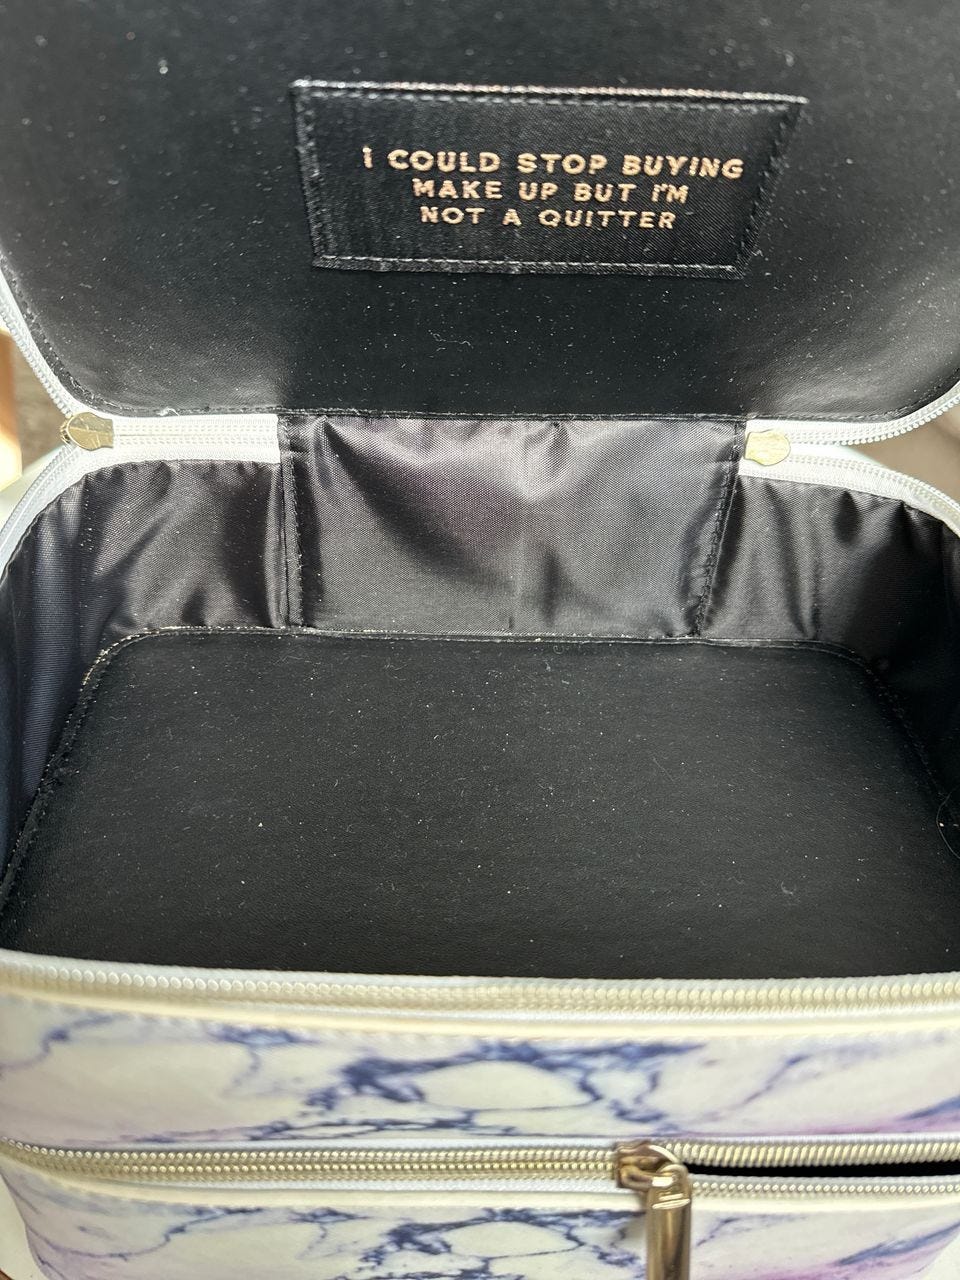 I COULD STOP BUYING
MAKE UP BUT I'M
NOT A QUITTER